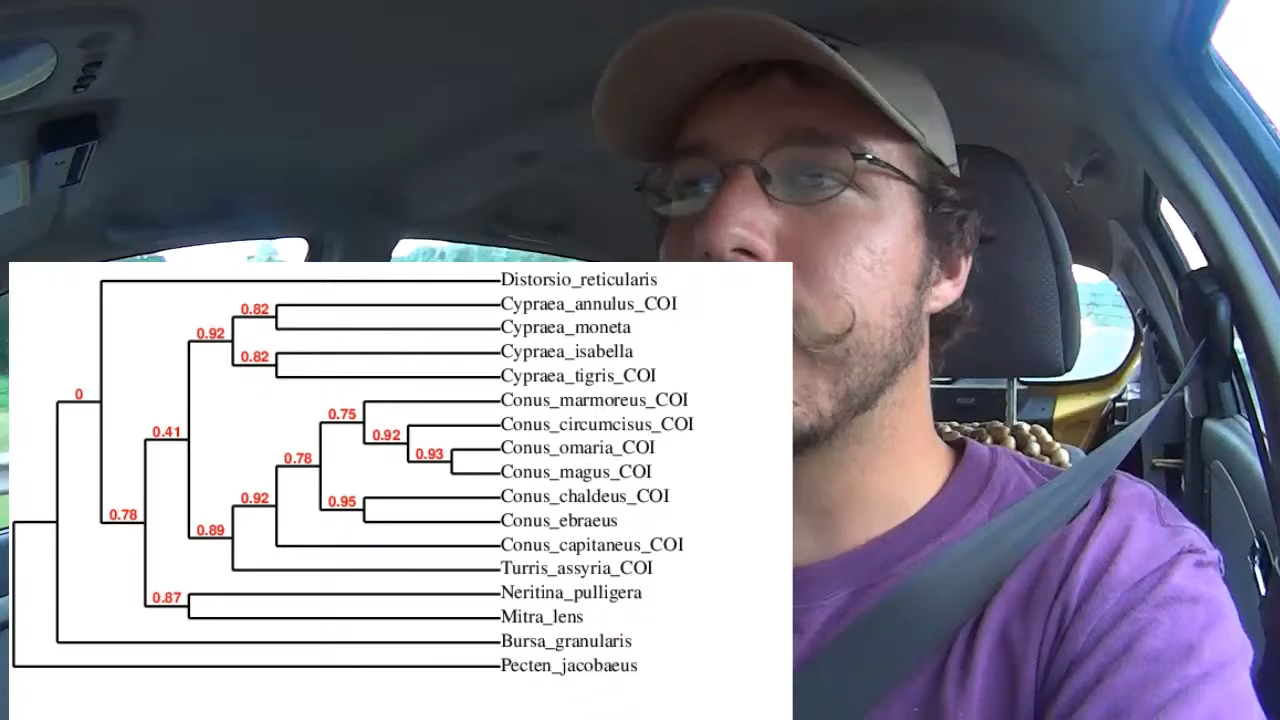 Distorsio_reticularis
0.82
Cypraea_annulus_COI
0.92
Cypraea_moneta
0.82
Cypraea_isabella
Cypraea_tigris_COI
0
0.75
Conus_marmoreus_COI
0.41
0.92
Conus_circumcisus_COI
0.78
0.93
Conus_omaria_COI
Conus_magus_COI
0.92
0.95
Conus_chaldeus_COI
0.78
Conus_ebraeus
0.89
Conus_capitaneus_COI
Turris_assyria_COI
0.87
Neritina_pulligera
Mitra_lens
Bursa_granularis
Pecten_jacobaeus